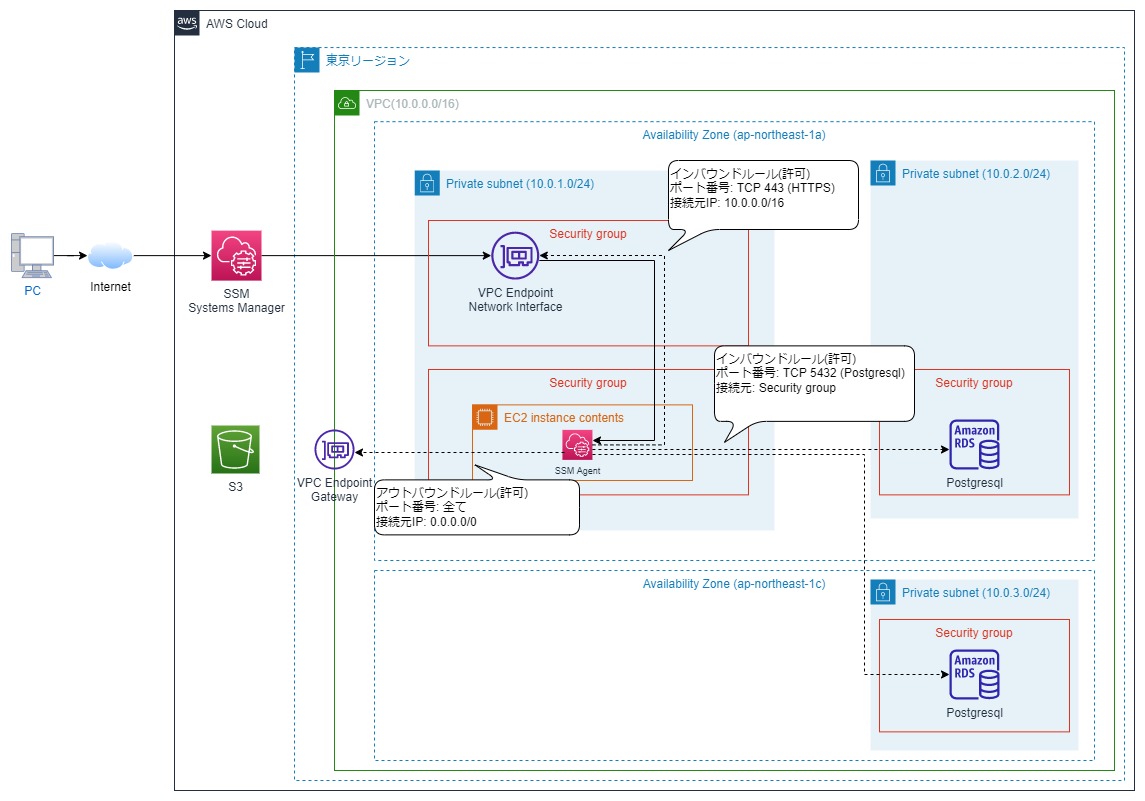 aws
AWS Cloud
東京リージョン
VPC(10.0.0.0/16)
Availability Zone (ap-northeast-1a)
Private subnet (10.0.1.0/24)
インバウンドルール(許可)
ポート番号: TCP 443 (HTTPS)
接続元IP: 10.0.0.0/16
Private subnet (10.0.2.0/24)
Security group
VPC Endpoint
Network Interface
PC
Internet
SSM
Systems Manager
インバウンドルール(許可)
ポート番号: TCP 5432 (Postgresql)
接続元: Security group
Security group
Security group
EC2 instance contents
SSM Agent
Amazon
RDS
Postgresql
S3
VPC Endpoint
Gateway
アウトバウンドルール(許可)
ポート番号: 全て
接続元IP: 0.0.0.0/0
Availability Zone (ap-northeast-1c)
Private subnet (10.0.3.0/24)
Security group
Amazon
RDS
Postgresql